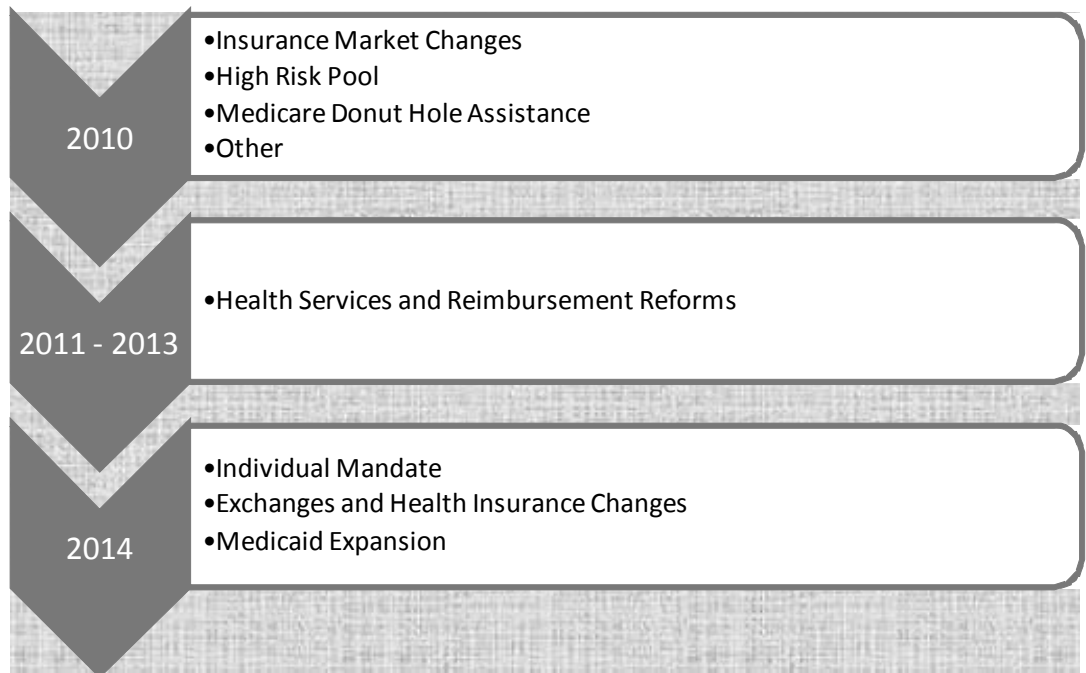 2010
•Insurance Market Changes
•High Risk Pool
•Medicare Donut Hole Assistance
•Other
2011 - 2013
•Health Services and Reimbursement Reforms
2014
•Individual Mandate
•Exchanges and Health Insurance Changes
•Medicaid Expansion